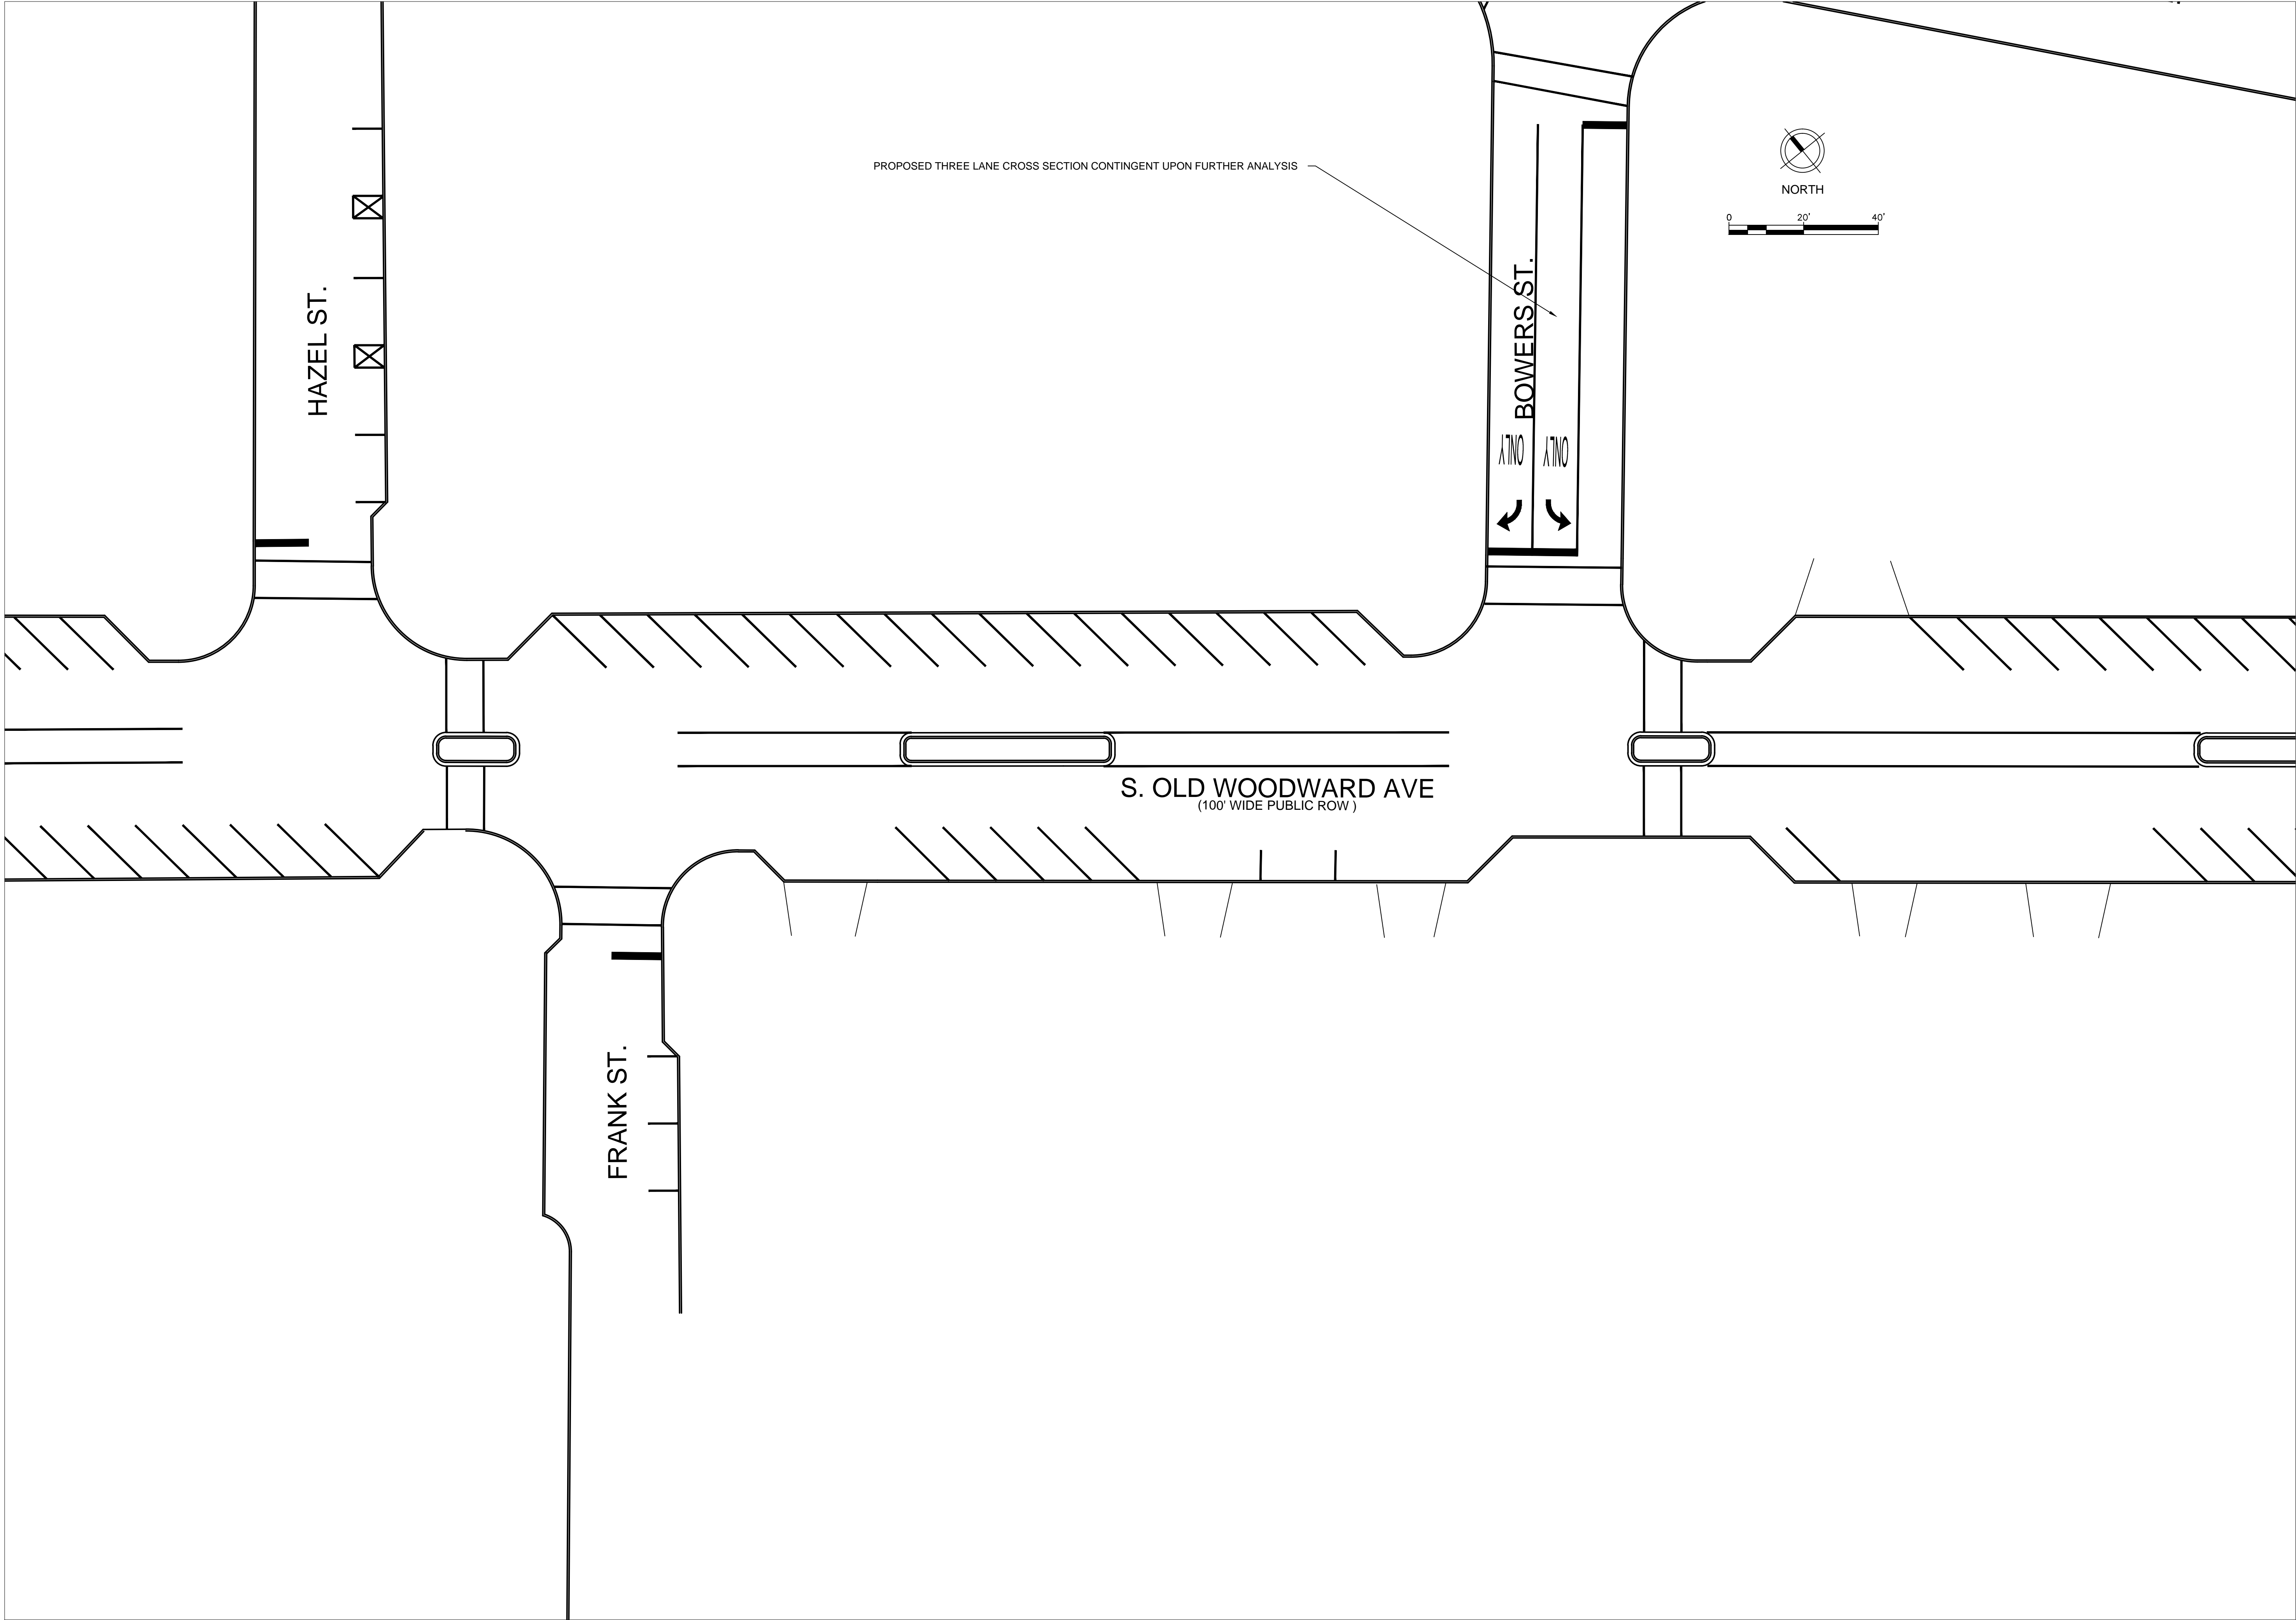 PROPOSED THREE LANE CROSS SECTION CONTINGENT UPON FURTHER ANALYSIS
NORTH
0 20' 40'
HAZEL ST.
BOWERS ST.
ONLY
ONLY
S. OLD WOODWARD AVE
(100' WIDE PUBLIC ROW )
FRANK ST.